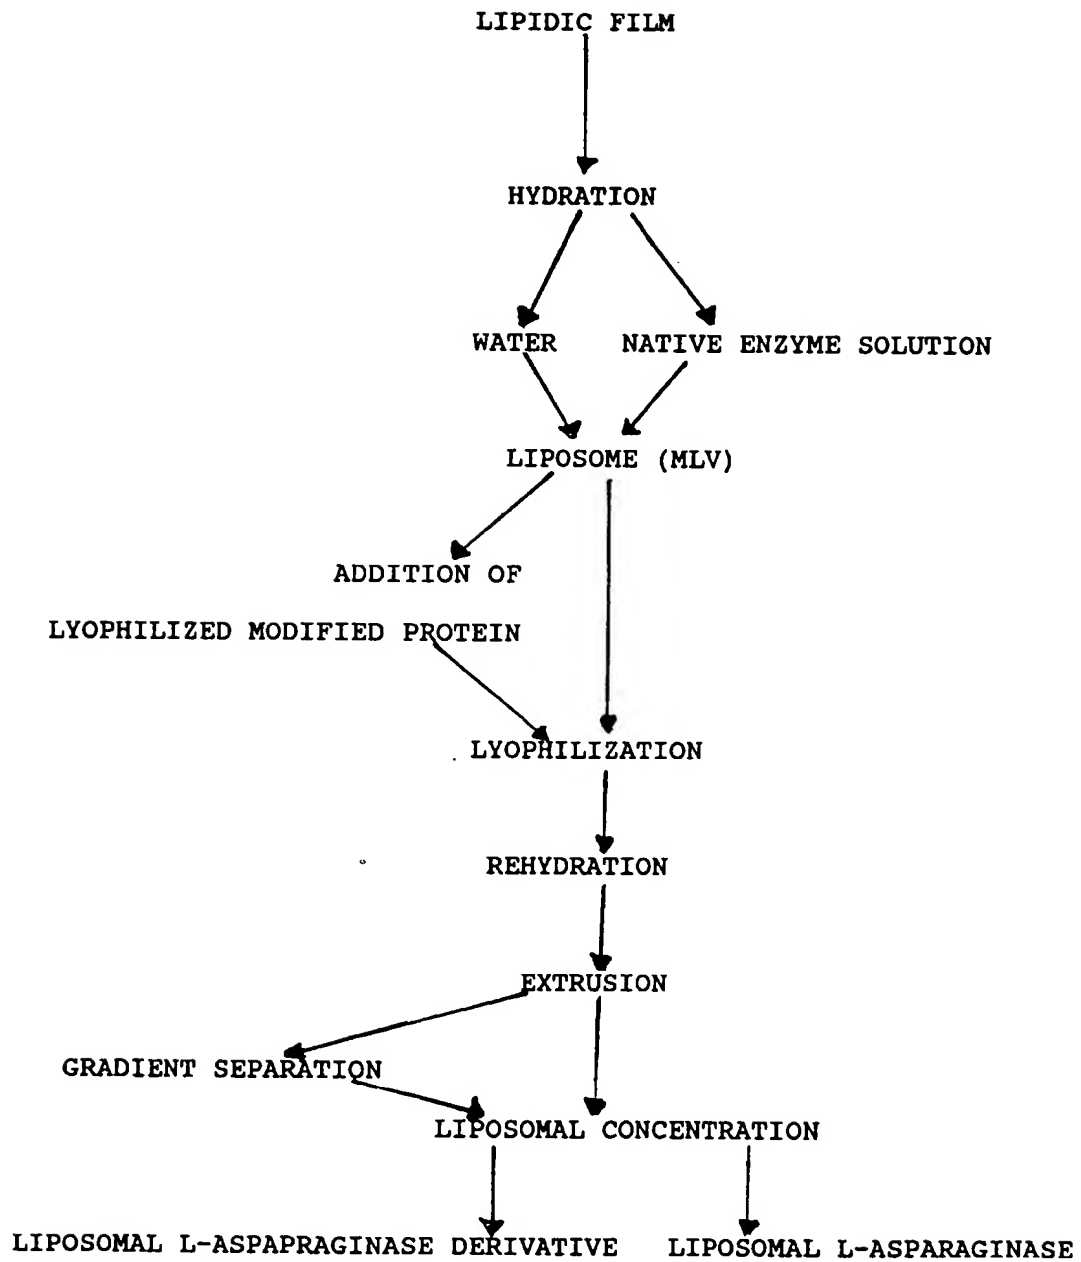 LIPIDIC FILM
HYDRATION
WATER NATIVE ENZYME SOLUTION
LIPOSOME (MLV)
ADDITION OF
LYOPHILIZED MODIFIED PROTEIN
LYOPHILIZATION
REHYDRATION
EXTRUSION
GRADIENT SEPARATION
LIPOSOMAL CONCENTRATION
LIPOSOMAL L-ASPAPRAGINASE DERIVATIVE LIPOSOMAL L-ASPARAGINASE